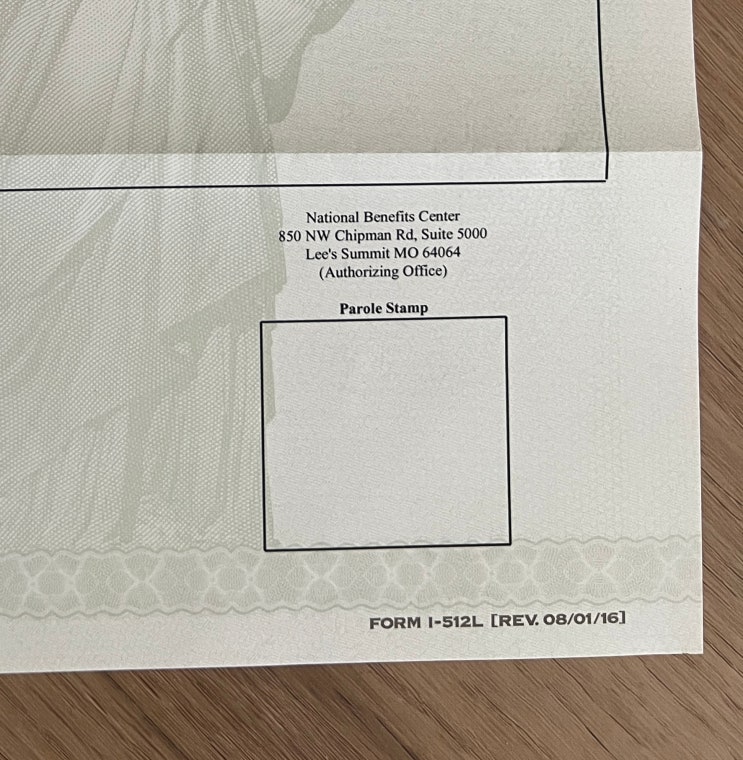 National Benefits Center
850 NW Chipman Rd, Suite 5000
Lee's Summit MO 64064
(Authorizing Office)
Parole Stamp
FORM I-512L [REV. 08/01/16]